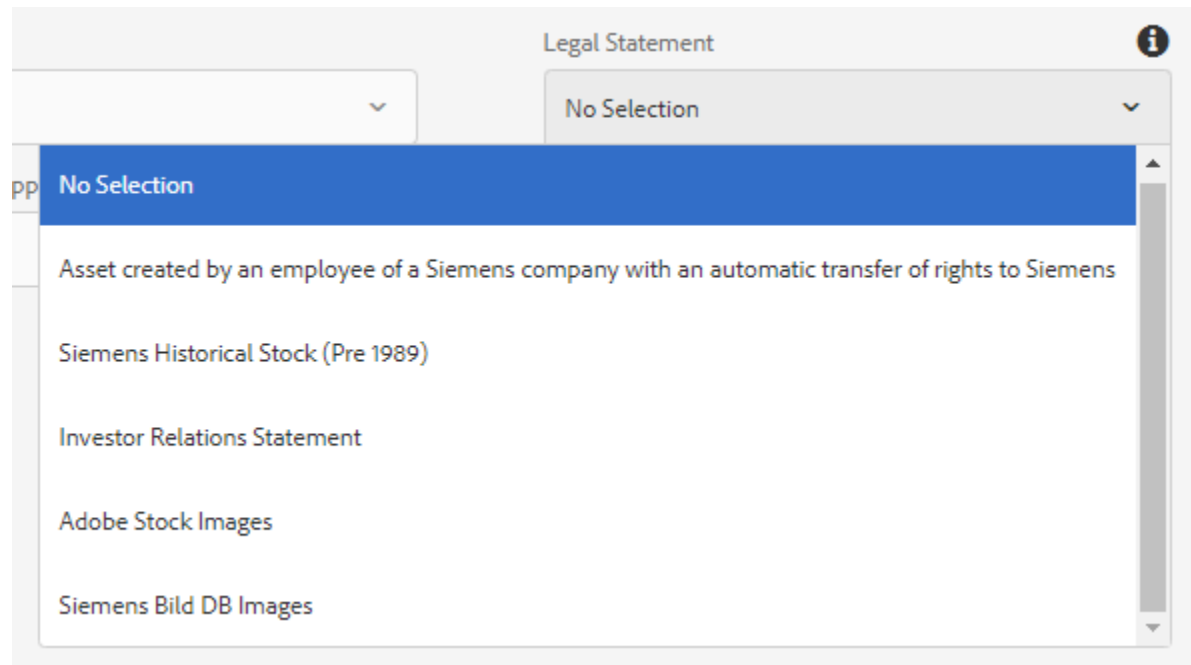 Legal Statement
No Selection
pp
No Selection
Asset created by an employee of a Siemens company with an automatic transfer of rights to Siemens
Siemens Historical Stock (Pre 1989)
Investor Relations Statement
Adobe Stock Images
Siemens Bild DB Images